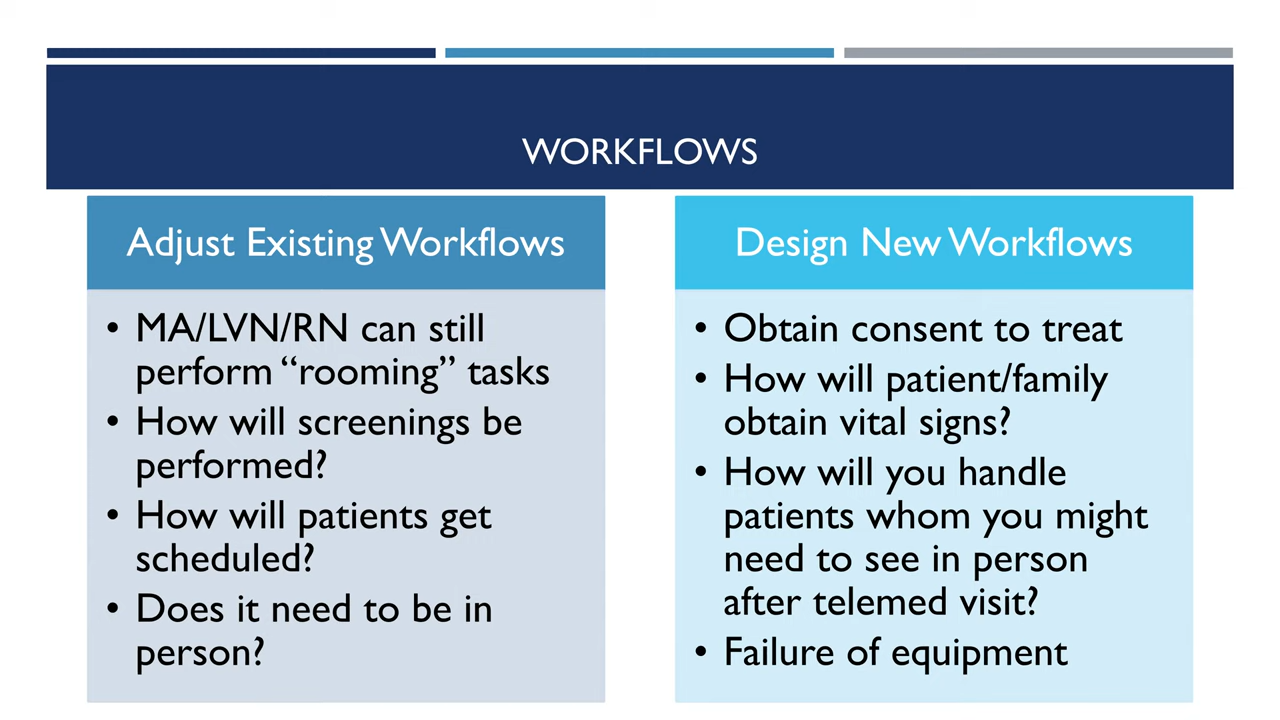 WORKFLOWS
Adjust Existing Workflows
• MA/LVN/RN can still
perform “rooming” tasks
• How will screenings be
performed?
• How will patients get
scheduled?
• Does it need to be in
person?
Design New Workflows
• Obtain consent to treat
• How will patient/family
obtain vital signs?
• How will you handle
patients whom you might
need to see in person
after telemed visit?
• Failure of equipment